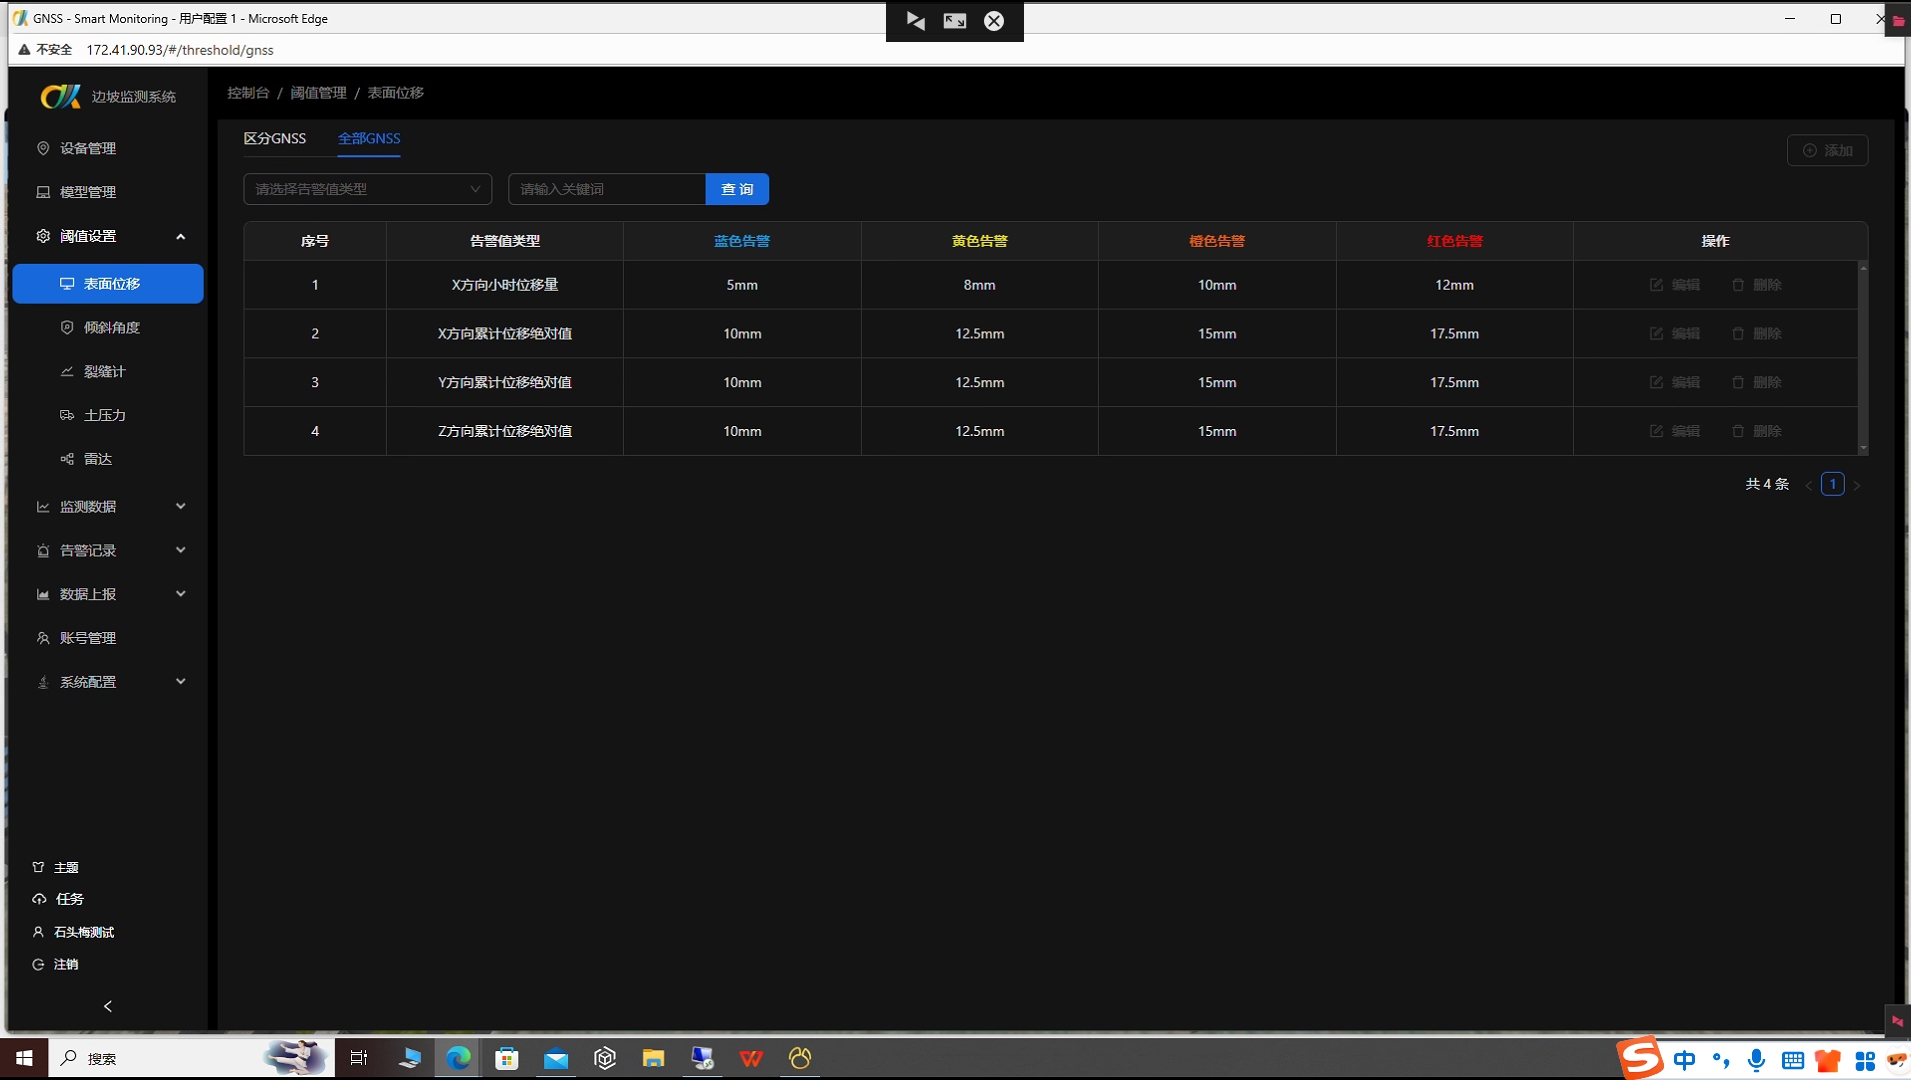 GNSS - Smart Monitoring - 用户配置 1 - Microsoft Edge
不安全 172.41.90.93/#/threshold/gnss
边坡监测系统
控制台 / 阈值管理 / 表面位移
设备管理
模型管理
阈值设置
表面位移
倾斜角度
裂缝计
土压力
雷达
监测数据
告警记录
数据上报
账号管理
系统配置
主题
任务
石头梅测试
注销
区分GNSS 全部GNSS
添加
请选择告警值类型 请输入关键词 查 询
序号 告警值类型 蓝色告警 黄色告警 橙色告警 红色告警 操作
1 X方向小时位移量 5mm 8mm 10mm 12mm 编辑 删除
2 X方向累计位移绝对值 10mm 12.5mm 15mm 17.5mm 编辑 删除
3 Y方向累计位移绝对值 10mm 12.5mm 15mm 17.5mm 编辑 删除
4 Z方向累计位移绝对值 10mm 12.5mm 15mm 17.5mm 编辑 删除
共 4 条 < 1 >
搜索
中